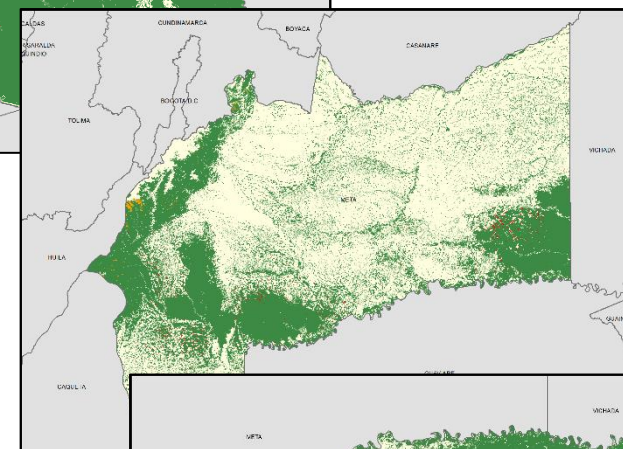 CALDAS
CUNDINAMARCA
BOYACA
CASANARE
BOGOTA D.C
TOLIMA
VICHADA
META
HUILA
CAQUETA
META
VICHADA